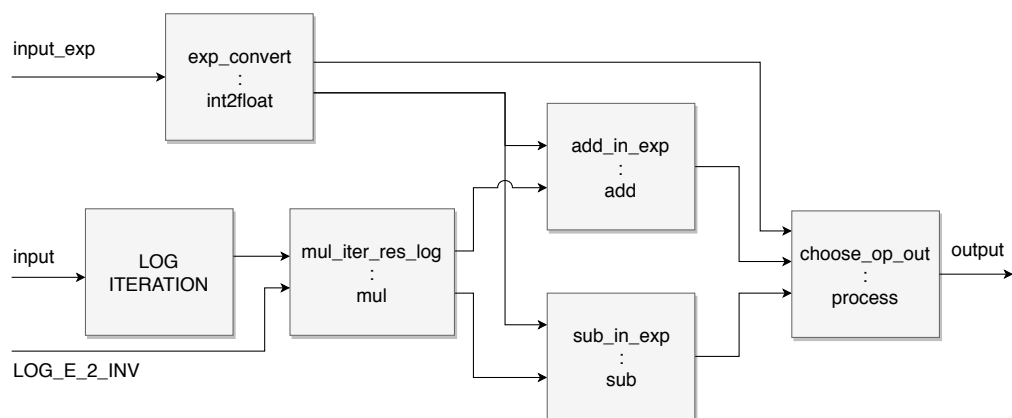 input_exp
exp_convert
:
int2float
add_in_exp
:
add
input
LOG
ITERATION
mul_iter_res_log
:
mul
choose_op_out
:
process
output
LOG_E_2_INV
sub_in_exp
:
sub